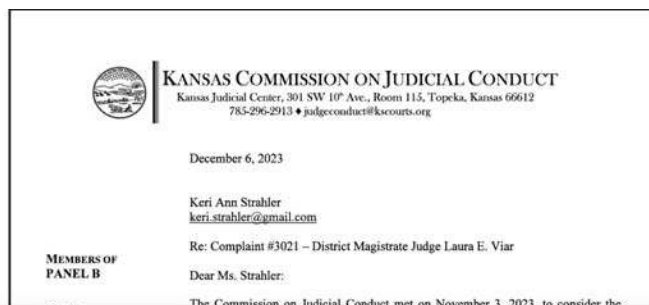 KANSAS COMMISSION ON JUDICIAL CONDUCT
Kansas Judicial Center, 301 SW 10th Ave., Room 115, Topeka, Kansas 66612
785-296-2913 ♦ judgeconduct@kscourts.org
December 6, 2023
Keri Ann Strahler
keri.strahler@gmail.com
Re: Complaint #3021 – District Magistrate Judge Laura E. Viar
MEMBERS OF
PANEL B
Dear Ms. Strahler:
The Commission on Judicial Conduct met on November 3, 2023, to consider the